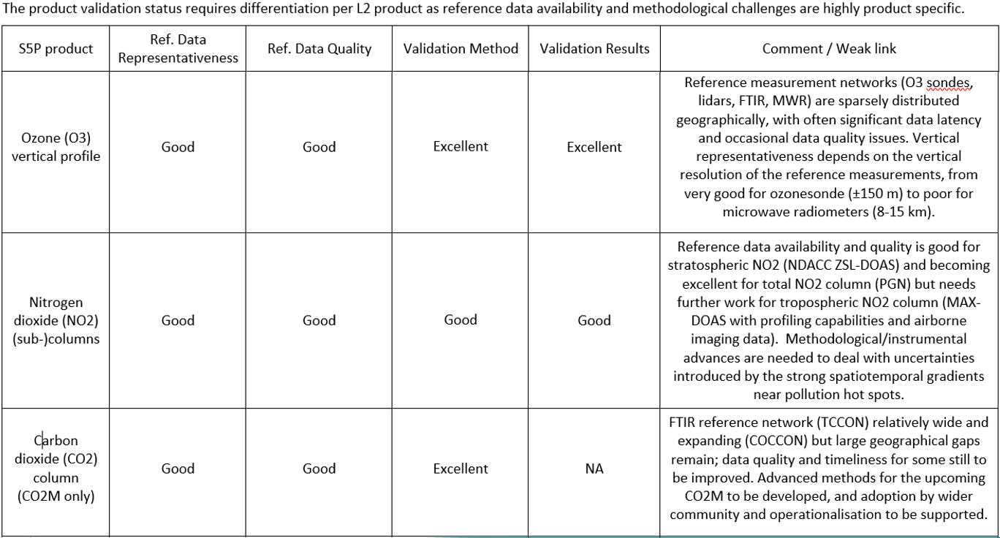 The product validation status requires differentiation per L2 product as reference data availability and methodological challenges are highly product specific.
S5P product
Ref. Data
Representativeness
Ref. Data Quality
Validation Method
Validation Results
Comment / Weak link
Ozone (O3)
vertical profile
Good
Good
Excellent
Excellent
Reference measurement networks (O3 sondes,
lidars, FTIR, MWR) are sparsely distributed
geographically, with often significant data latency
and occasional data quality issues. Vertical
representativeness depends on the vertical
resolution of the reference measurements, from
very good for ozonesonde (±150 m) to poor for
microwave radiometers (8-15 km).
Nitrogen
dioxide (NO2)
(sub-)columns
Good
Good
Good
Good
Reference data availability and quality is good for
stratospheric NO2 (NDACC ZSL-DOAS) and becoming
excellent for total NO2 column (PGN) but needs
further work for tropospheric NO2 column (MAX-
DOAS with profiling capabilities and airborne
imaging data).  Methodological/instrumental
advances are needed to deal with uncertainties
introduced by the strong spatiotemporal gradients
near pollution hot spots.
Carbon
dioxide (CO2)
column
(CO2M only)
Good
Good
Excellent
NA
FTIR reference network (TCCON) relatively wide and
expanding (COCCON) but large geographical gaps
remain; data quality and timeliness for some still to
be improved. Advanced methods for the upcoming
CO2M to be developed, and adoption by wider
community and operationalisation to be supported.